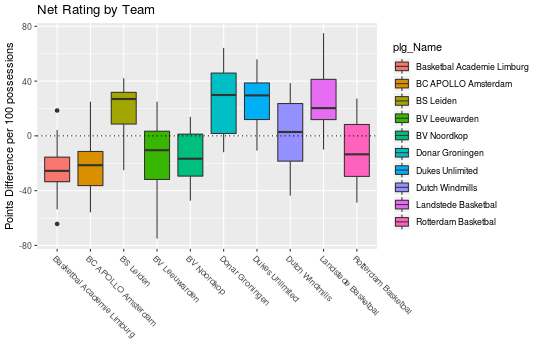 Net Rating by Team
Points Difference per 100 possessions
80
40
0
-40
-80
Basketbal Academie Limburg
BC APOLLO Amsterdam
BS Leiden
BV Leeuwarden
BV Noordkop
Donar Groningen
Dukes Unlimited
Dutch Windmills
Landstede Basketbal
Rotterdam Basketbal
plg_Name
Basketbal Academie Limburg
BC APOLLO Amsterdam
BS Leiden
BV Leeuwarden
BV Noordkop
Donar Groningen
Dukes Unlimited
Dutch Windmills
Landstede Basketbal
Rotterdam Basketbal